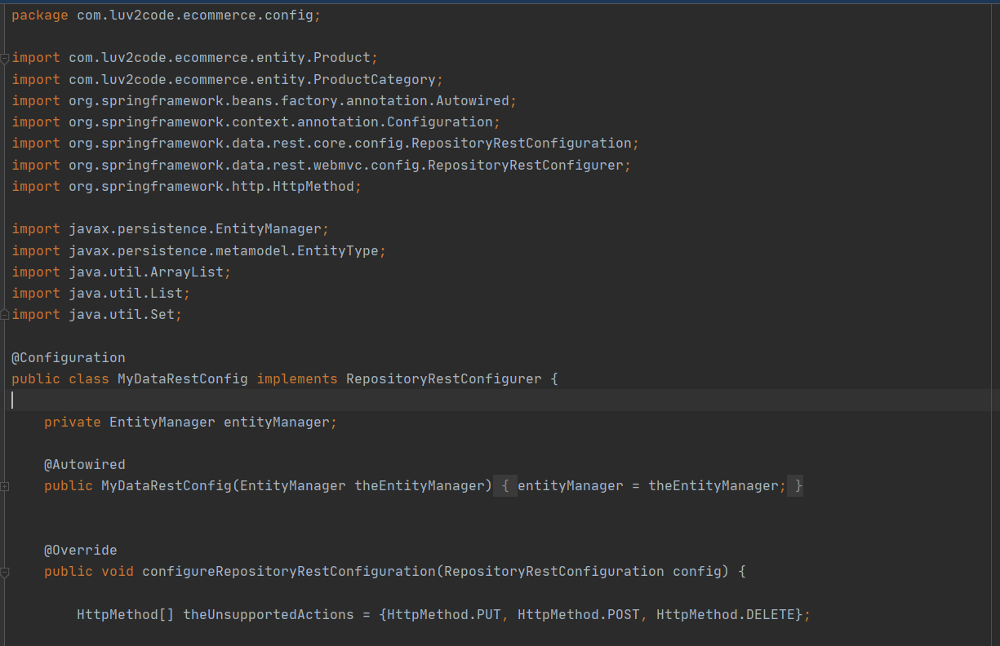 package com.luv2code.ecommerce.config;
import com.luv2code.ecommerce.entity.Product;
import com.luv2code.ecommerce.entity.ProductCategory;
import org.springframework.beans.factory.annotation.Autowired;
import org.springframework.context.annotation.Configuration;
import org.springframework.data.rest.core.config.RepositoryRestConfiguration;
import org.springframework.data.rest.webmvc.config.RepositoryRestConfigurer;
import org.springframework.http.HttpMethod;
import javax.persistence.EntityManager;
import javax.persistence.metamodel.EntityType;
import java.util.ArrayList;
import java.util.List;
import java.util.Set;
@Configuration
public class MyDataRestConfig implements RepositoryRestConfigurer {
private EntityManager entityManager;
@Autowired
public MyDataRestConfig(EntityManager theEntityManager) { entityManager = theEntityManager; }
@Override
public void configureRepositoryRestConfiguration(RepositoryRestConfiguration config) {
HttpMethod[] theUnsupportedActions = {HttpMethod.PUT, HttpMethod.POST, HttpMethod.DELETE};